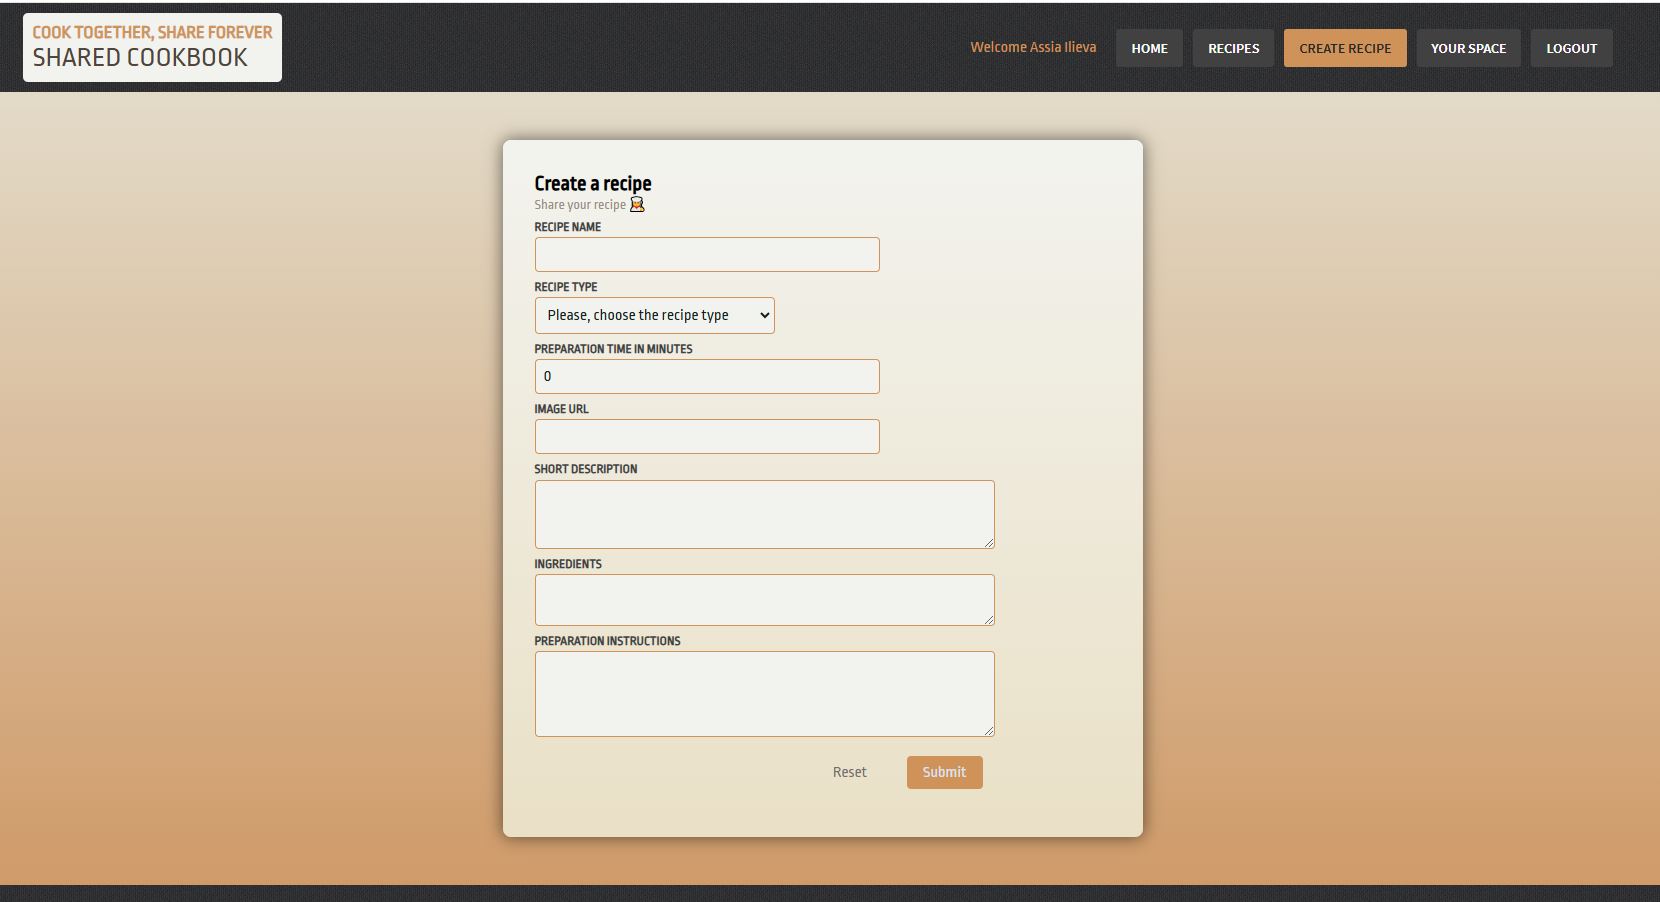 COOK TOGETHER, SHARE FOREVER
SHARED COOKBOOK
Welcome Assia Ilieva
HOME
RECIPES
CREATE RECIPE
YOUR SPACE
LOGOUT
Create a recipe
Share your recipe
RECIPE NAME
RECIPE TYPE
Please, choose the recipe type
PREPARATION TIME IN MINUTES
0
IMAGE URL
SHORT DESCRIPTION
INGREDIENTS
PREPARATION INSTRUCTIONS
Reset
Submit